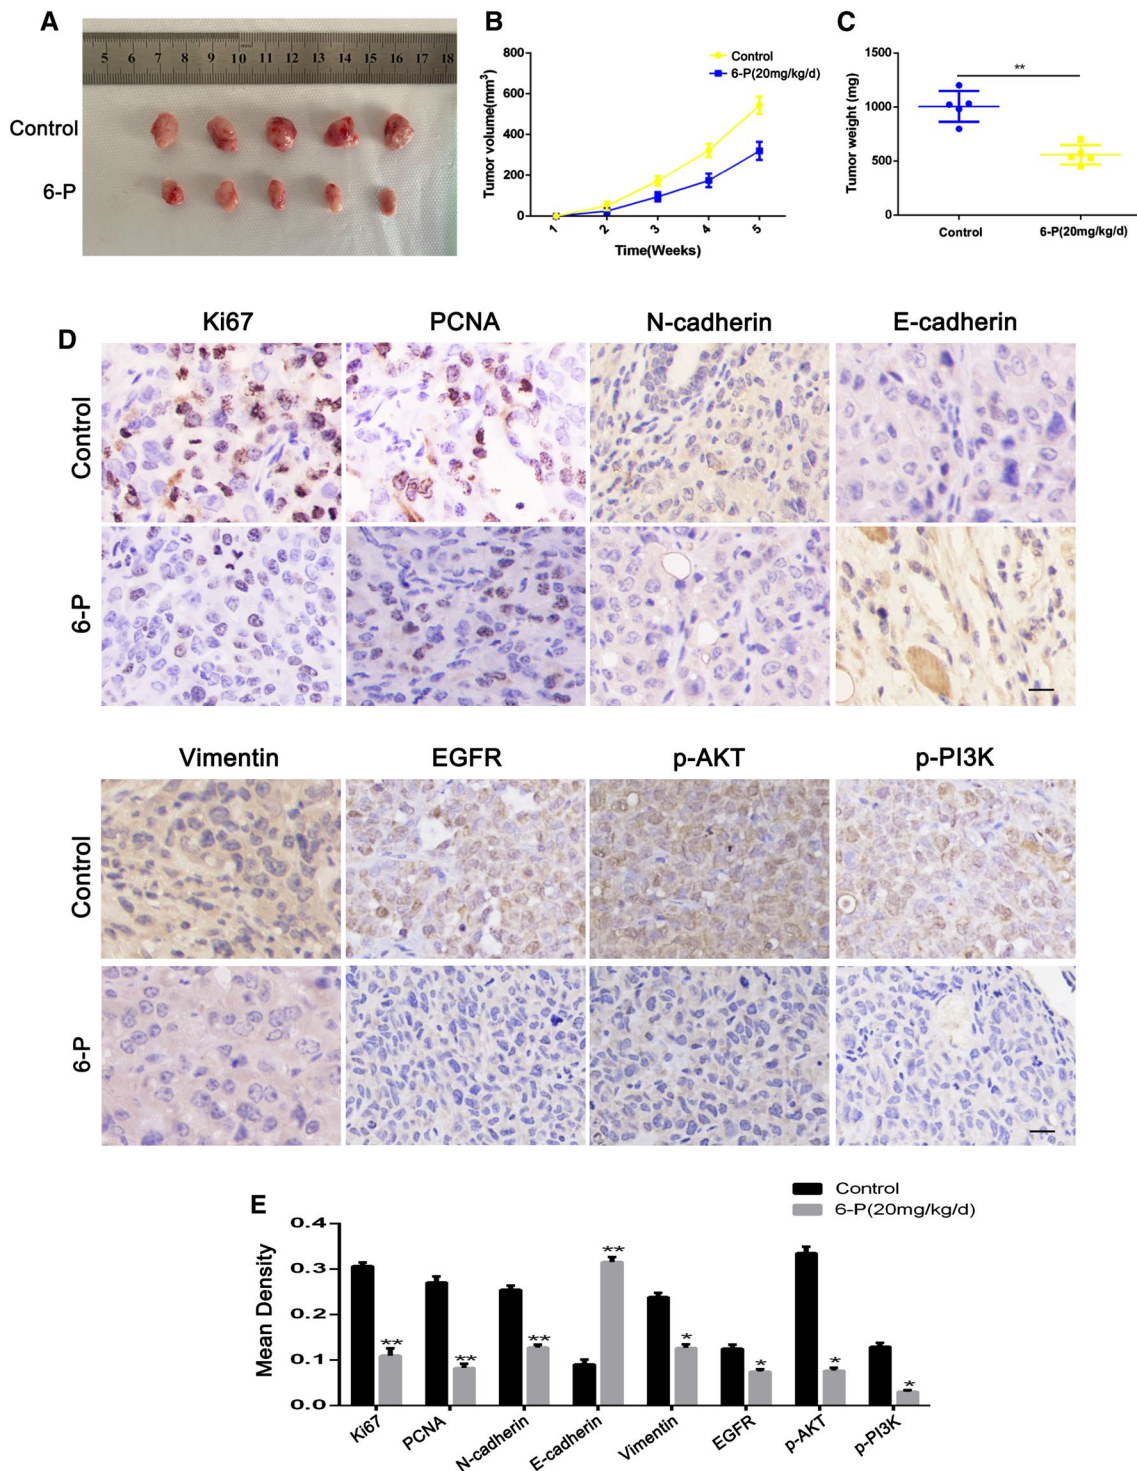 A
5 6 7 8 9 10 11 12 13 14 15 16 17 18
Control
6-P
B
Tumor volume(mm³)
800
600
400
200
0
1 2 3 4 5
Time(Weeks)
Control
6-P(20mg/kg/d)
C
Tumor weight (mg)
1500
1000
500
0
**
Control 6-P(20mg/kg/d)
D
Ki67 PCNA N-cadherin E-cadherin
Control
6-P
Vimentin EGFR p-AKT p-PI3K
Control
6-P
E
Control
6-P(20mg/kg/d)
Mean Density
0.4
0.3
0.2
0.1
0.0
** ** ** ** * * * *
Ki67 PCNA N-cadherin E-cadherin Vimentin EGFR p-AKT p-PI3K